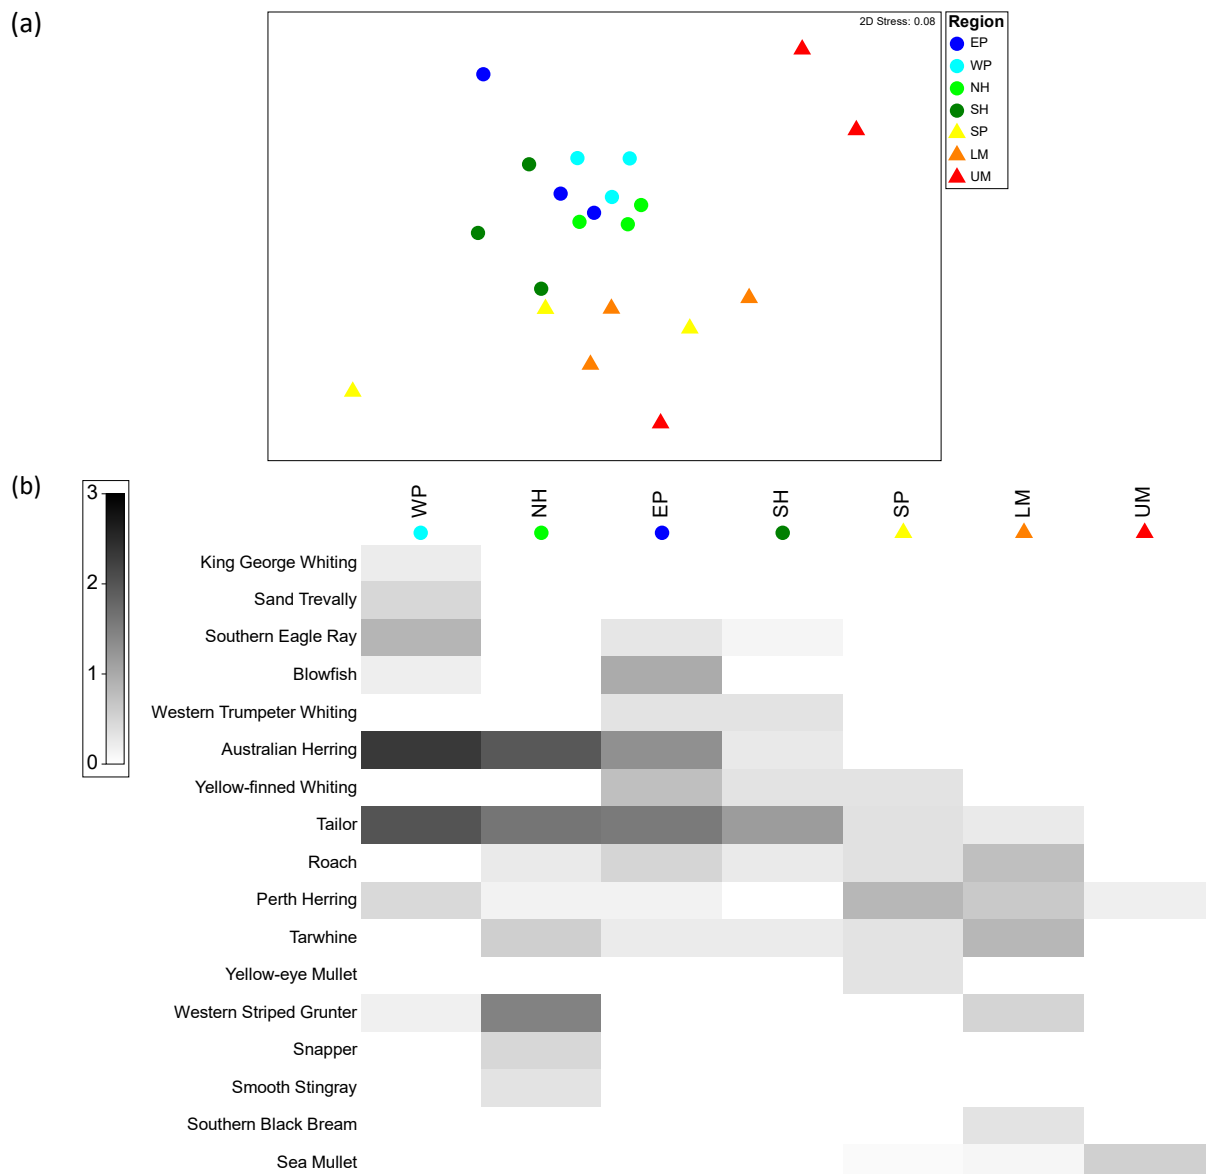 (a)
2D Stress: 0.08
Region
EP
WP
NH
SH
SP
LM
UM
(b)
3
2
1
0
WP
NH
EP
SH
SP
LM
UM
King George Whiting
Sand Trevally
Southern Eagle Ray
Blowfish
Western Trumpeter Whiting
Australian Herring
Yellow-finned Whiting
Tailor
Roach
Perth Herring
Tarwhine
Yellow-eye Mullet
Western Striped Grunter
Snapper
Smooth Stingray
Southern Black Bream
Sea Mullet